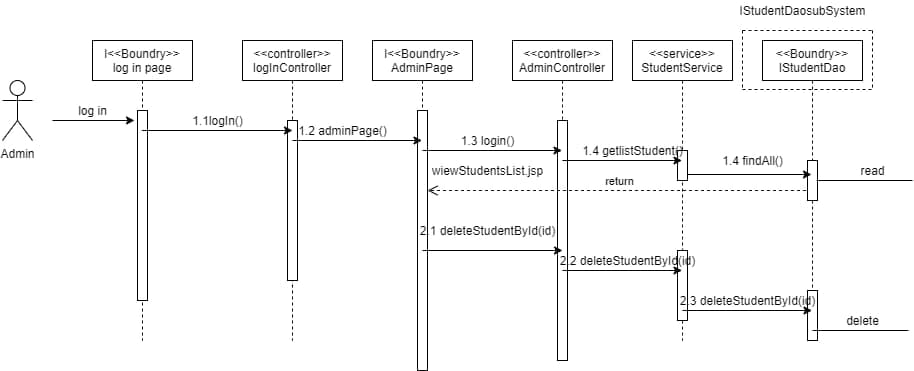 IStudentDaosubSystem
I<<Boundry>>
log in page
<<controller>>
logInController
I<<Boundry>>
AdminPage
<<controller>>
AdminController
<<service>>
StudentService
<<Boundry>>
IStudentDao
Admin
log in
1.1logIn()
1.2 adminPage()
1.3 login()
1.4 getlistStudent()
1.4 findAll()
read
wiewStudentsList.jsp
return
2.1 deleteStudentById(id)
2.2 deleteStudentById(id)
2.3 deleteStudentById(id)
delete